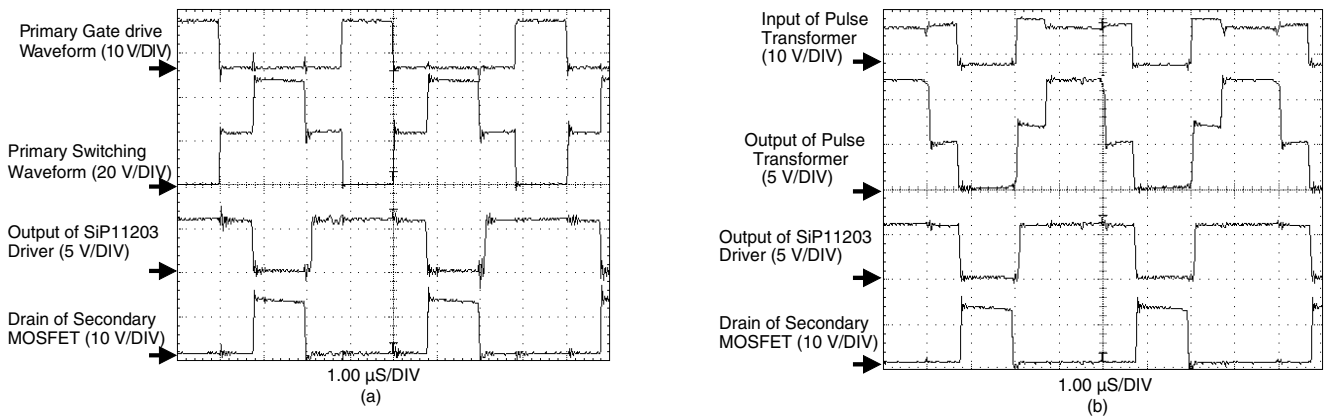 Primary Gate drive
Waveform (10 V/DIV)
Primary Switching
Waveform (20 V/DIV)
Output of SiP11203
Driver (5 V/DIV)
Drain of Secondary
MOSFET (10 V/DIV)
1.00 µS/DIV
(a)
Input of Pulse
Transformer
(10 V/DIV)
Output of Pulse
Transformer
(5 V/DIV)
Output of SiP11203
Driver (5 V/DIV)
Drain of Secondary
MOSFET (10 V/DIV)
1.00 µS/DIV
(b)